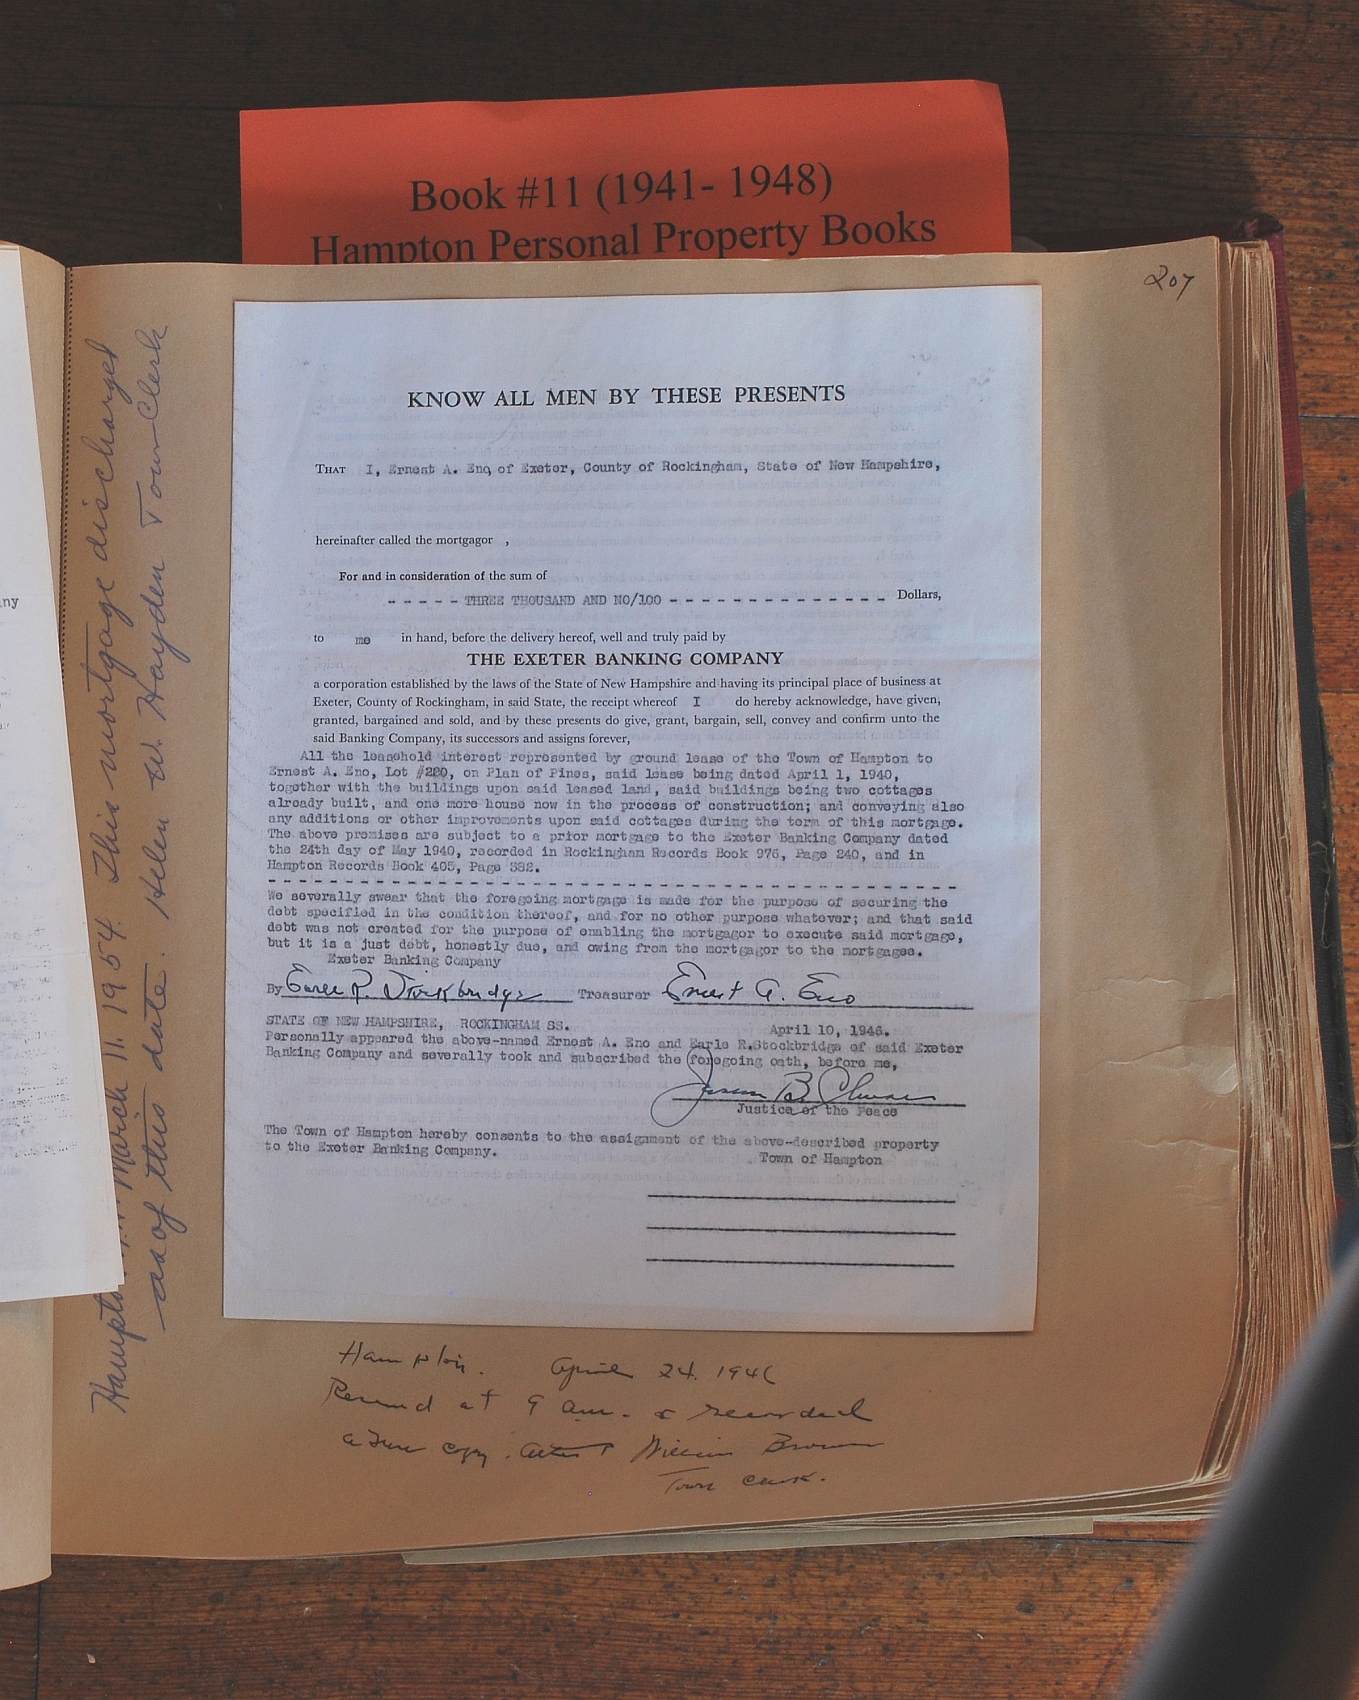 Book #11 (1941- 1948)
Hampton Personal Property Books
207
KNOW ALL MEN BY THESE PRESENTS
THAT I, Ernest A. Eno, of Exeter, County of Rockingham, State of New Hampshire,
hereinafter called the mortgagor ,
For and in consideration of the sum of
- - - - - THREE THOUSAND AND NO/100 - - - - - - - - - - - - - - - Dollars,
to me in hand, before the delivery hereof, well and truly paid by
THE EXETER BANKING COMPANY
a corporation established by the laws of the State of New Hampshire and having its principal place of business at
Exeter, County of Rockingham, in said State, the receipt whereof I do hereby acknowledge, have given,
granted, bargained and sold, and by these presents do give, grant, bargain, sell, convey and confirm unto the
said Banking Company, its successors and assigns forever,
All the leasehold interest represented by ground lease of the Town of Hampton to
Ernest A. Eno, Lot #220, on Plan of Pines, said lease being dated April 1, 1940,
together with the buildings upon said leased land, said buildings being two cottages
already built, and one more house now in the process of construction; and conveying also
any additions or other improvements upon said cottages during the term of this mortgage.
The above premises are subject to a prior mortgage to the Exeter Banking Company dated
the 24th day of May 1940, recorded in Rockingham Records Book 976, Page 240, and in
Hampton Records Book 405, Page 332.
- - - - - - - - - - - - - - - - - - - - - - - - - - - - - - - - - - - - - - - - - - -
We severally swear that the foregoing mortgage is made for the purpose of securing the
debt specified in the condition thereof, and for no other purpose whatever; and that said
debt was not created for the purpose of enabling the mortgagor to execute said mortgage,
but it is a just debt, honestly due, and owing from the mortgagor to the mortgagee.
Exeter Banking Company
By Earle R. Stockbridge Treasurer Ernest A. Eno
STATE OF NEW HAMPSHIRE, ROCKINGHAM SS. April 10, 1946.
Personally appeared the above-named Ernest A. Eno and Earle R.Stockbridge of said Exeter
Banking Company and severally took and subscribed the foregoing oath, before me,
Justice of the Peace
The Town of Hampton hereby consents to the assignment of the above-described property
to the Exeter Banking Company.
Town of Hampton
Hampton. April 24. 1946
Received at 9 am. & recorded
a true copy. Attest William Brown
Town Clerk.
Hampton March 11. 1954. This mortgage discharged
as of this date. Helen W. Hayden Town Clerk
ny